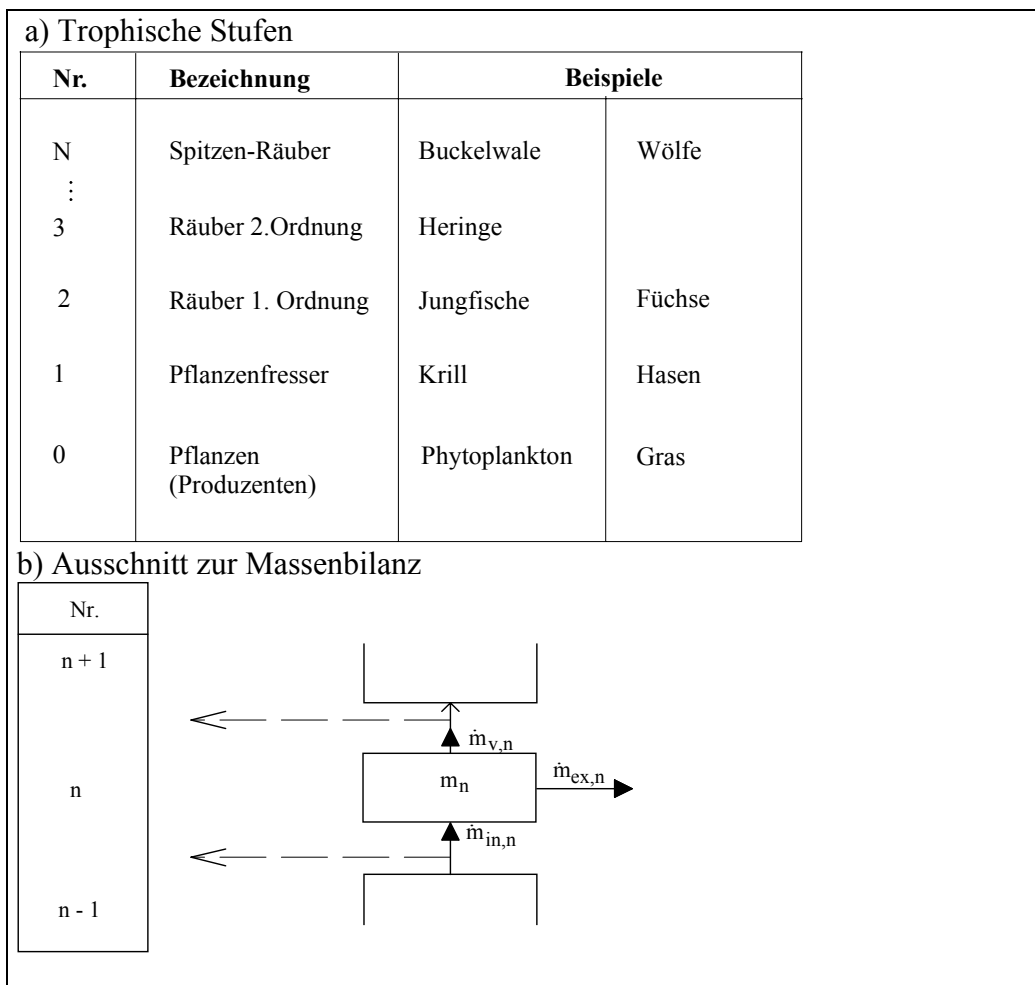 a) Trophische Stufen
Nr. Bezeichnung Beispiele
N Spitzen-Räuber Buckelwale Wölfe
⋮
3 Räuber 2.Ordnung Heringe
2 Räuber 1. Ordnung Jungfische Füchse
1 Pflanzenfresser Krill Hasen
0 Pflanzen Phytoplankton Gras
(Produzenten)
b) Ausschnitt zur Massenbilanz
Nr.
n + 1
ṁv,n
n mn ṁex,n
ṁin,n
n - 1